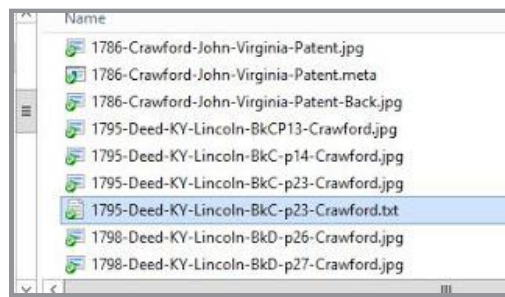 Name
1786-Crawford-John-Virginia-Patent.jpg
1786-Crawford-John-Virginia-Patent.meta
1786-Crawford-John-Virginia-Patent-Back.jpg
1795-Deed-KY-Lincoln-BkCP13-Crawford.jpg
1795-Deed-KY-Lincoln-BkC-p14-Crawford.jpg
1795-Deed-KY-Lincoln-BkC-p23-Crawford.jpg
1795-Deed-KY-Lincoln-BkC-p23-Crawford.txt
1798-Deed-KY-Lincoln-BkD-p26-Crawford.jpg
1798-Deed-KY-Lincoln-BkD-p27-Crawford.jpg